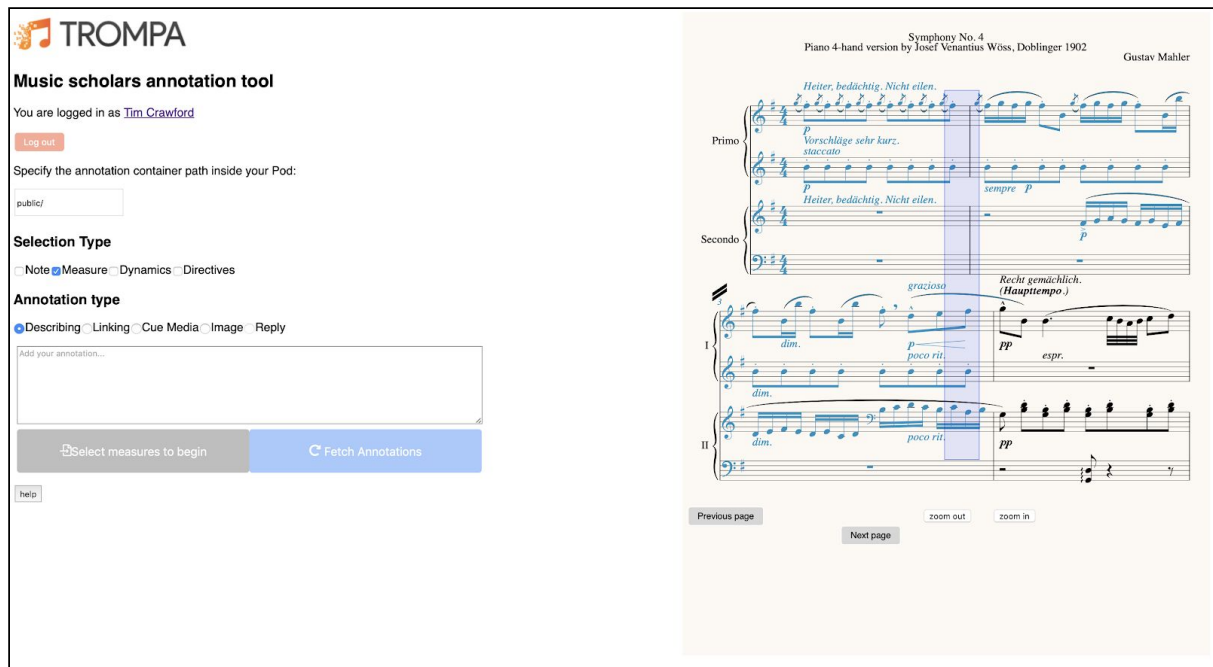 TROMPA
Music scholars annotation tool
You are logged in as Tim Crawford
Log out
Specify the annotation container path inside your Pod:
public/
Selection Type
Note Measure Dynamics Directives
Annotation type
Describing Linking Cue Media Image Reply
Add your annotation...
Select measures to begin
Fetch Annotations
help
Symphony No. 4
Piano 4-hand version by Josef Venantius Wöss, Doblinger 1902
Gustav Mahler
Heiter, bedächtig. Nicht eilen.
Primo
p
Vorschläge sehr kurz.
staccato
p
sempre p
Heiter, bedächtig. Nicht eilen.
Secondo
p
3
grazioso
Recht gemächlich.
(Haupttempo.)
I
dim.
p
poco rit.
pp
espr.
dim.
II
dim.
poco rit.
pp
Previous page
zoom out
zoom in
Next page